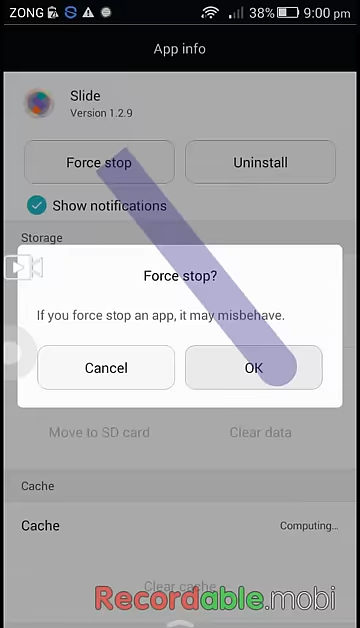 ZONG 38% 9:00 pm
App info
Slide
Version 1.2.9
Force stop Uninstall
Show notifications
Storage
Force stop?
If you force stop an app, it may misbehave.
Cancel OK
Move to SD card Clear data
Cache
Cache Computing...
Clear cache
Recordable.mobi